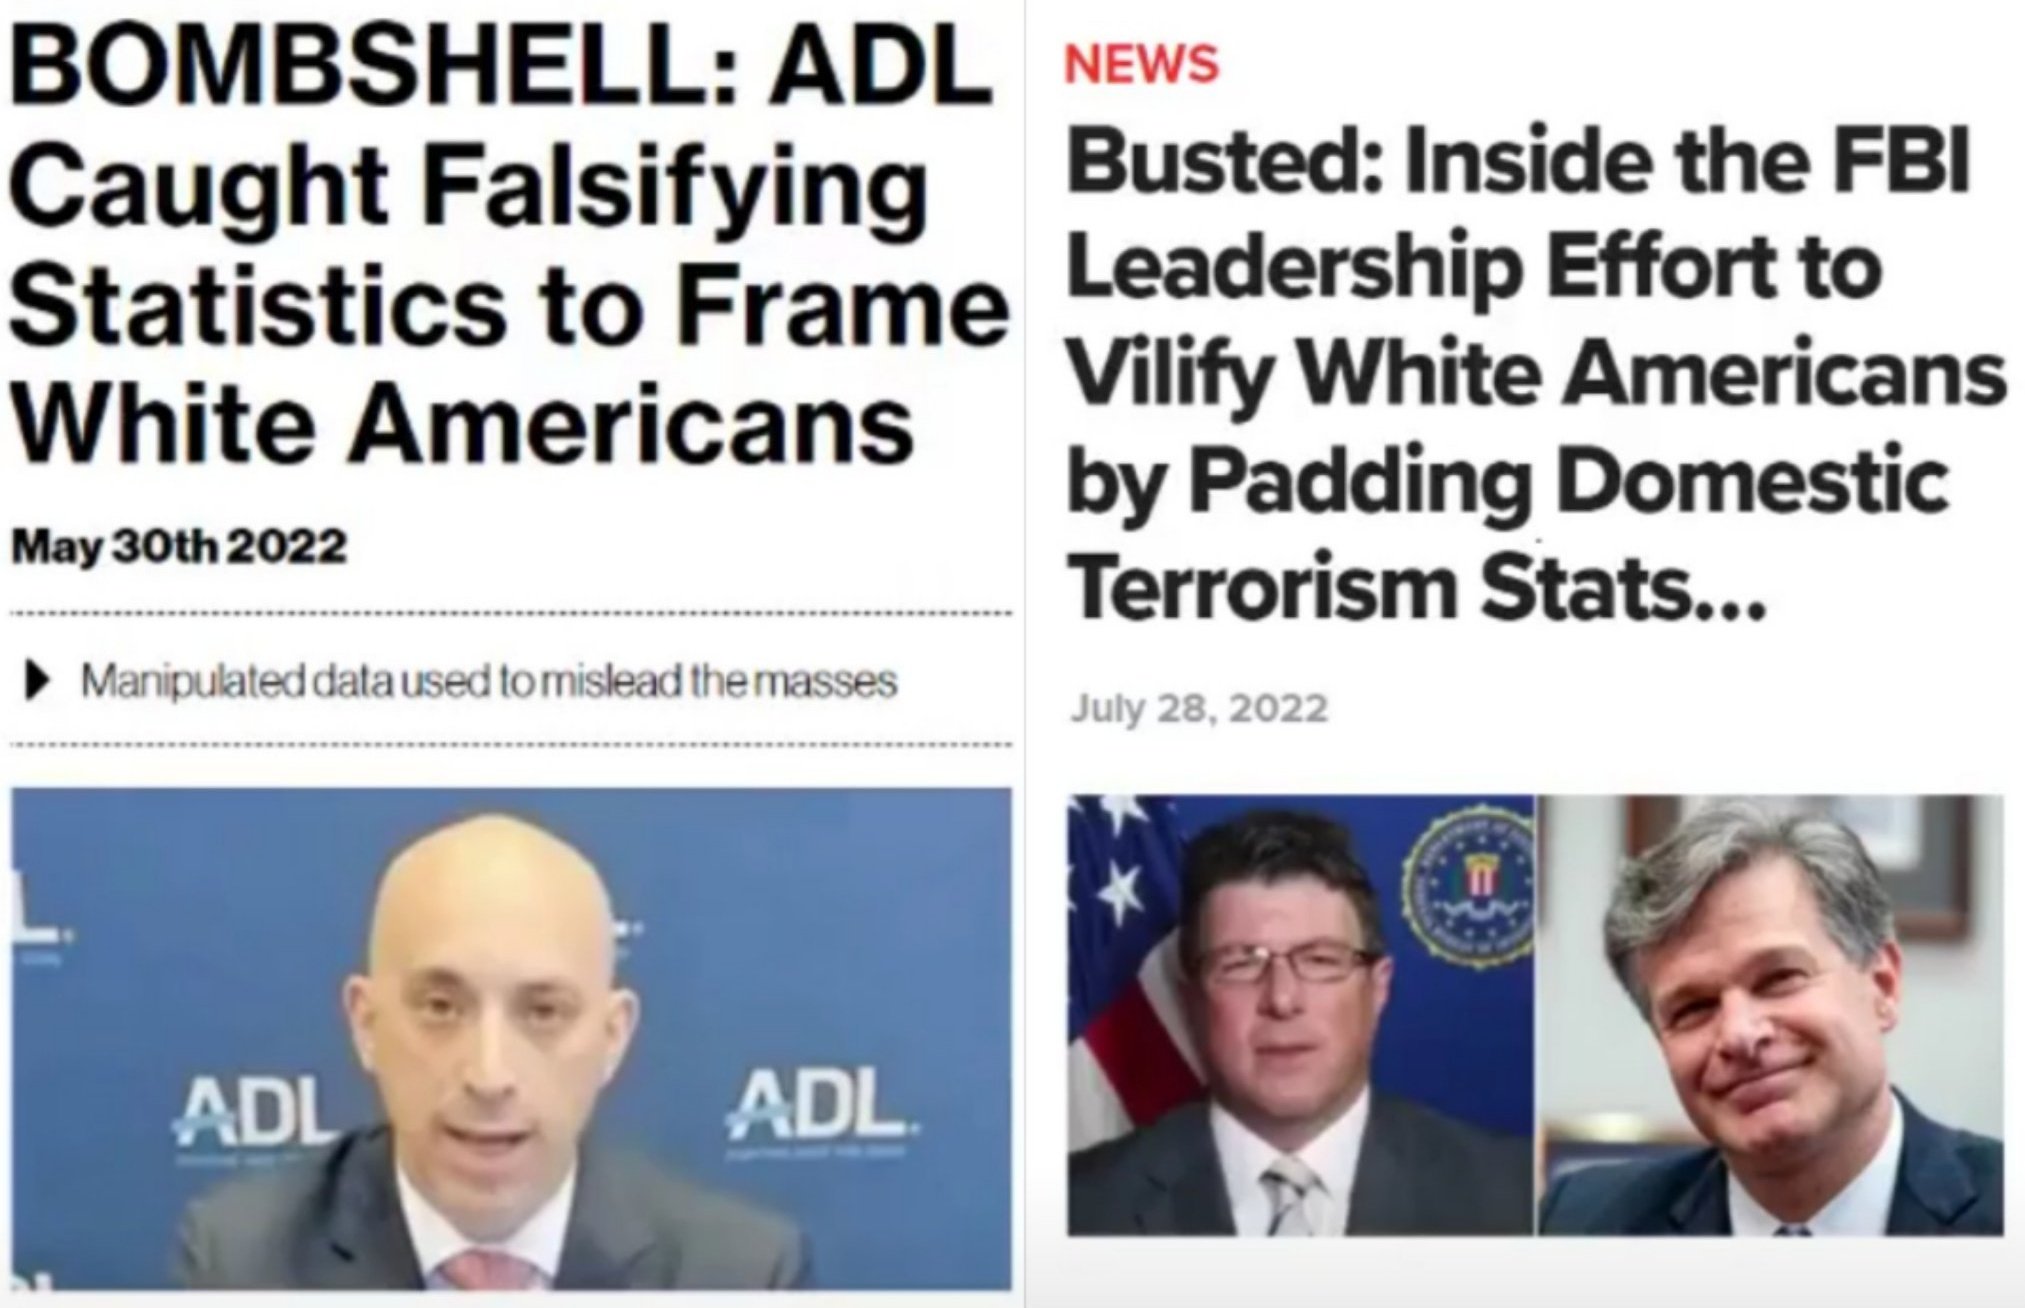 BOMBSHELL: ADL
Caught Falsifying
Statistics to Frame
White Americans
May 30th 2022
Manipulated data used to mislead the masses
L.
ADL
ADL.
NEWS
Busted: Inside the FBI
Leadership Effort to
Vilify White Americans
by Padding Domestic
Terrorism Stats...
July 28, 2022